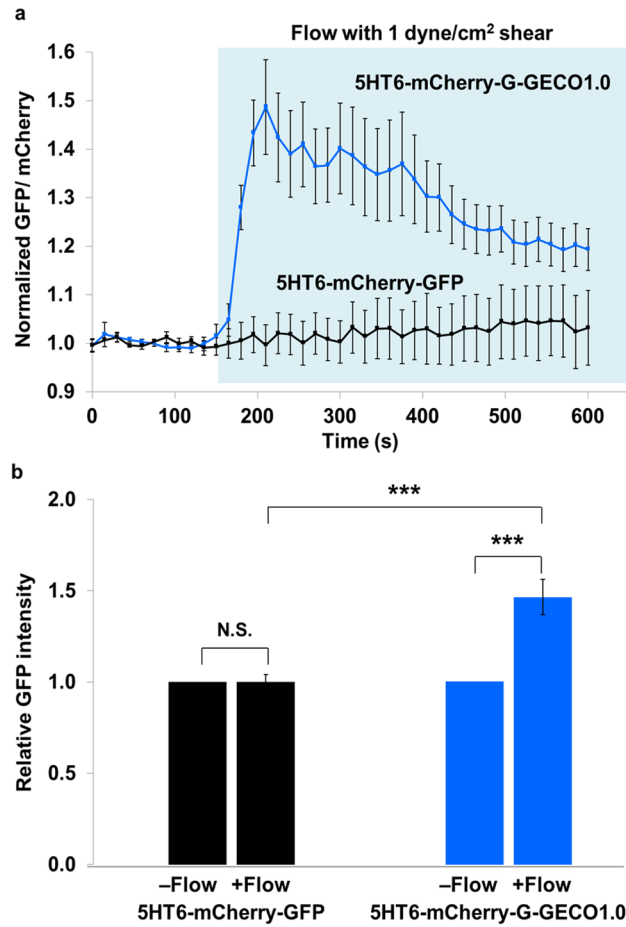 a
Flow with 1 dyne/cm² shear
1.6
1.5
1.4
1.3
1.2
1.1
1.0
0.9
Normalized GFP/ mCherry
5HT6-mCherry-G-GECO1.0
5HT6-mCherry-GFP
0 100 200 300 400 500 600
Time (s)
b
2.0
1.5
1.0
0.5
0.0
Relative GFP intensity
***
***
N.S.
–Flow +Flow –Flow +Flow
5HT6-mCherry-GFP 5HT6-mCherry-G-GECO1.0